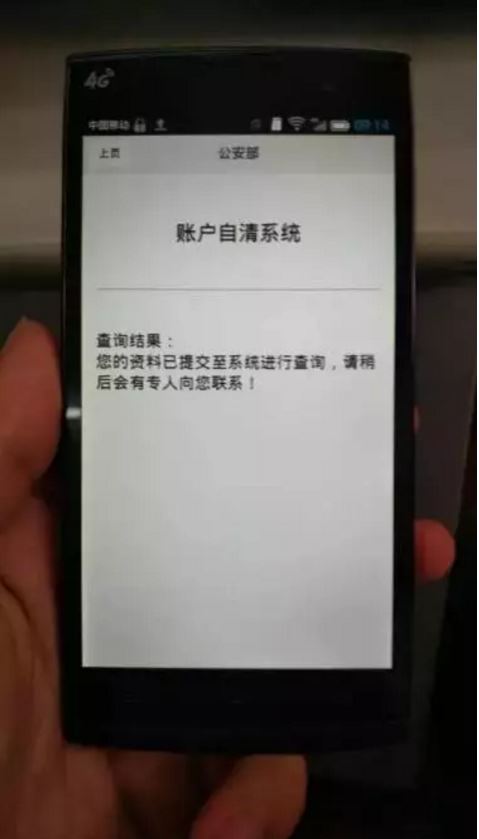 4G
中国移动
09:14
上页
公安部
账户自清系统
查询结果：
您的资料已提交至系统进行查询，请稍
后会有专人向您联系！